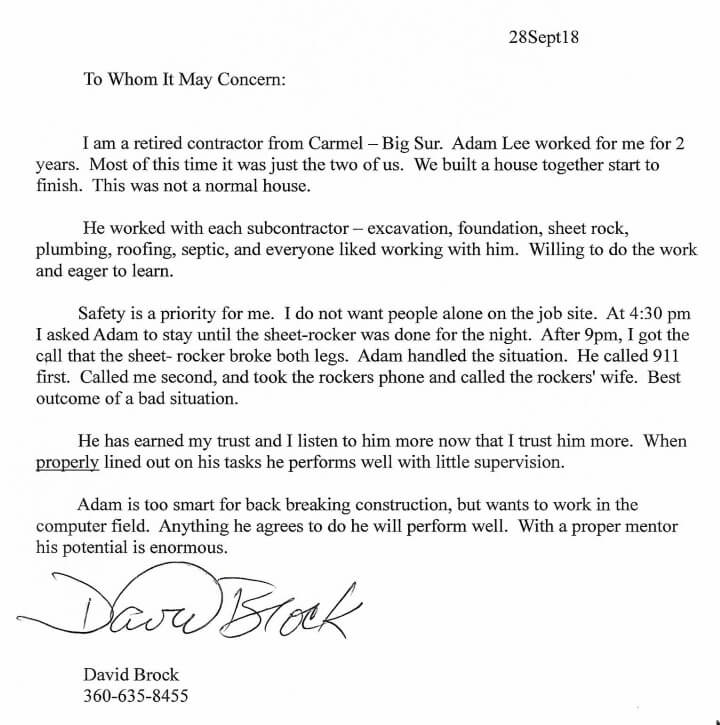 28Sept18
To Whom It May Concern:
I am a retired contractor from Carmel – Big Sur. Adam Lee worked for me for 2
years. Most of this time it was just the two of us. We built a house together start to
finish. This was not a normal house.
He worked with each subcontractor – excavation, foundation, sheet rock,
plumbing, roofing, septic, and everyone liked working with him. Willing to do the work
and eager to learn.
Safety is a priority for me. I do not want people alone on the job site. At 4:30 pm
I asked Adam to stay until the sheet-rocker was done for the night. After 9pm, I got the
call that the sheet- rocker broke both legs. Adam handled the situation. He called 911
first. Called me second, and took the rockers phone and called the rockers' wife. Best
outcome of a bad situation.
He has earned my trust and I listen to him more now that I trust him more. When
properly lined out on his tasks he performs well with little supervision.
Adam is too smart for back breaking construction, but wants to work in the
computer field. Anything he agrees to do he will perform well. With a proper mentor
his potential is enormous.
David Brock
David Brock
360-635-8455